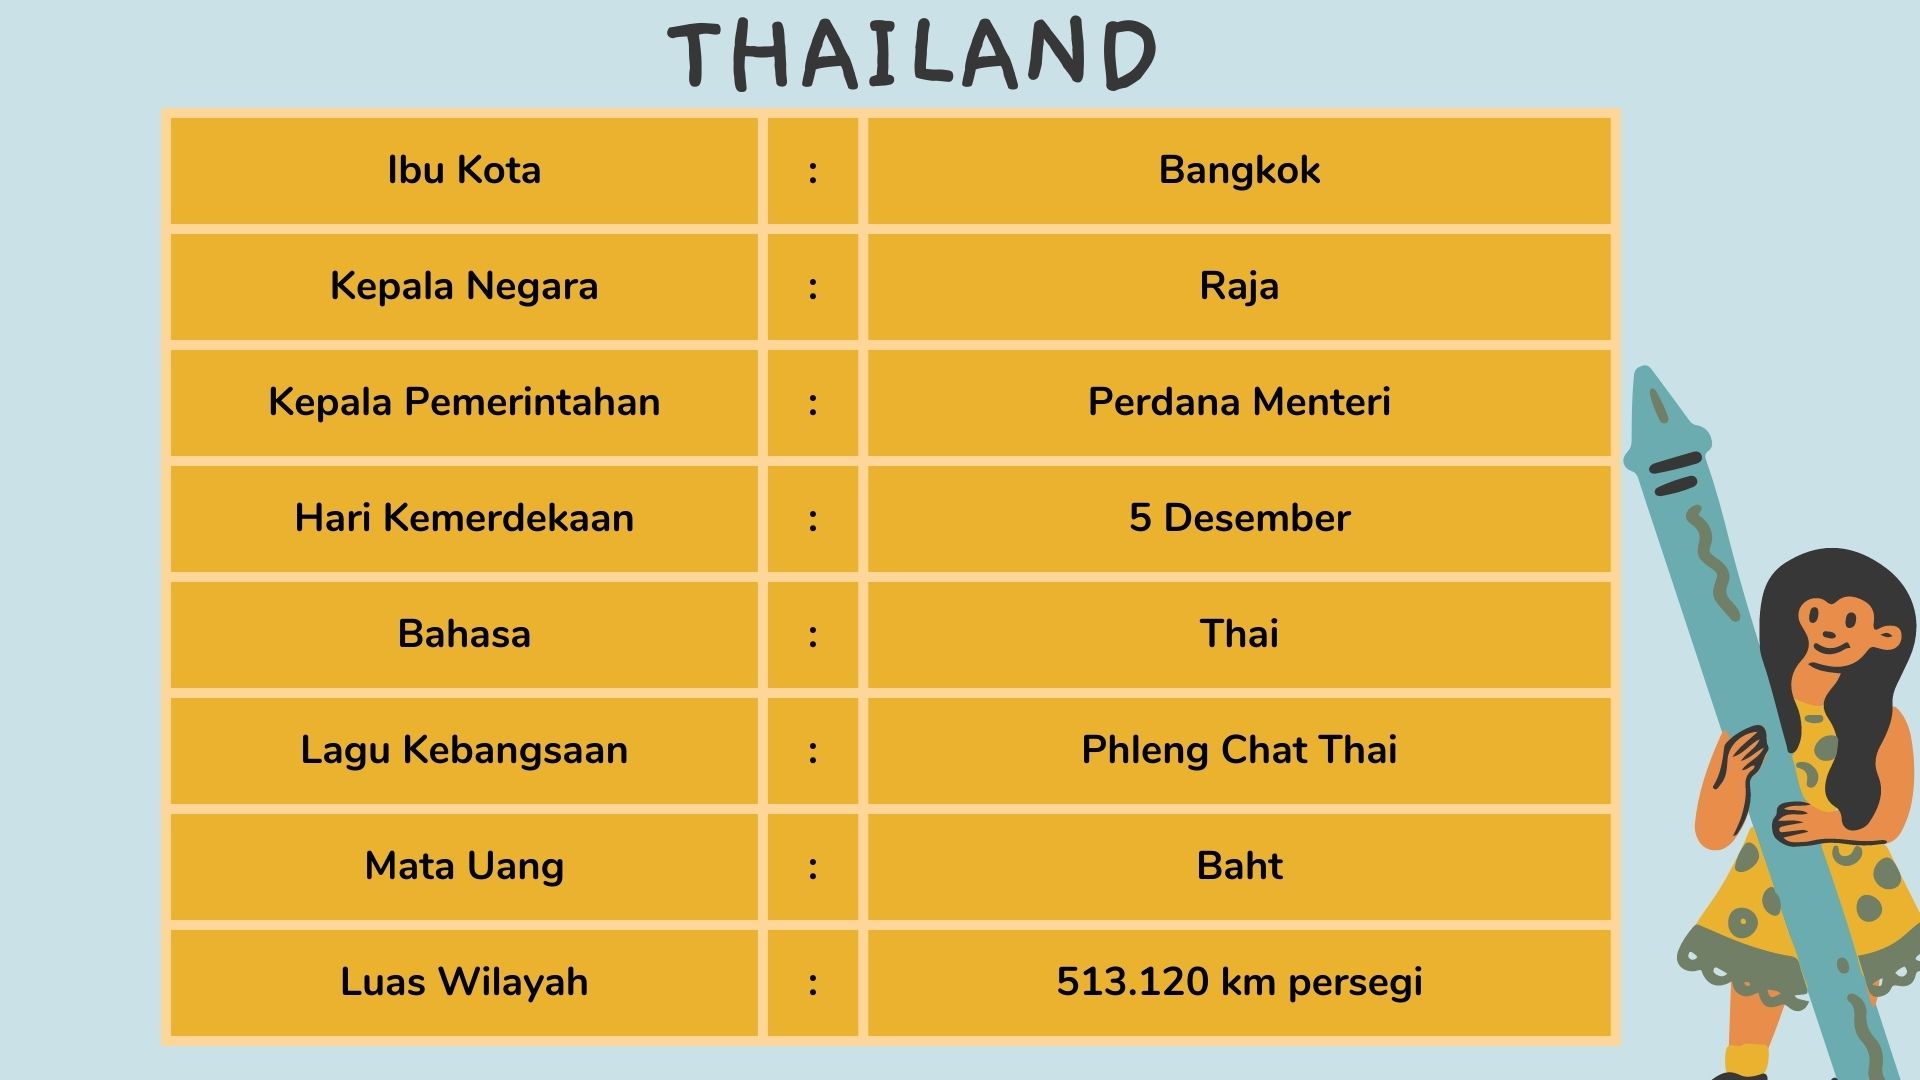 THAILAND
Ibu Kota : Bangkok
Kepala Negara : Raja
Kepala Pemerintahan : Perdana Menteri
Hari Kemerdekaan : 5 Desember
Bahasa : Thai
Lagu Kebangsaan : Phleng Chat Thai
Mata Uang : Baht
Luas Wilayah : 513.120 km persegi